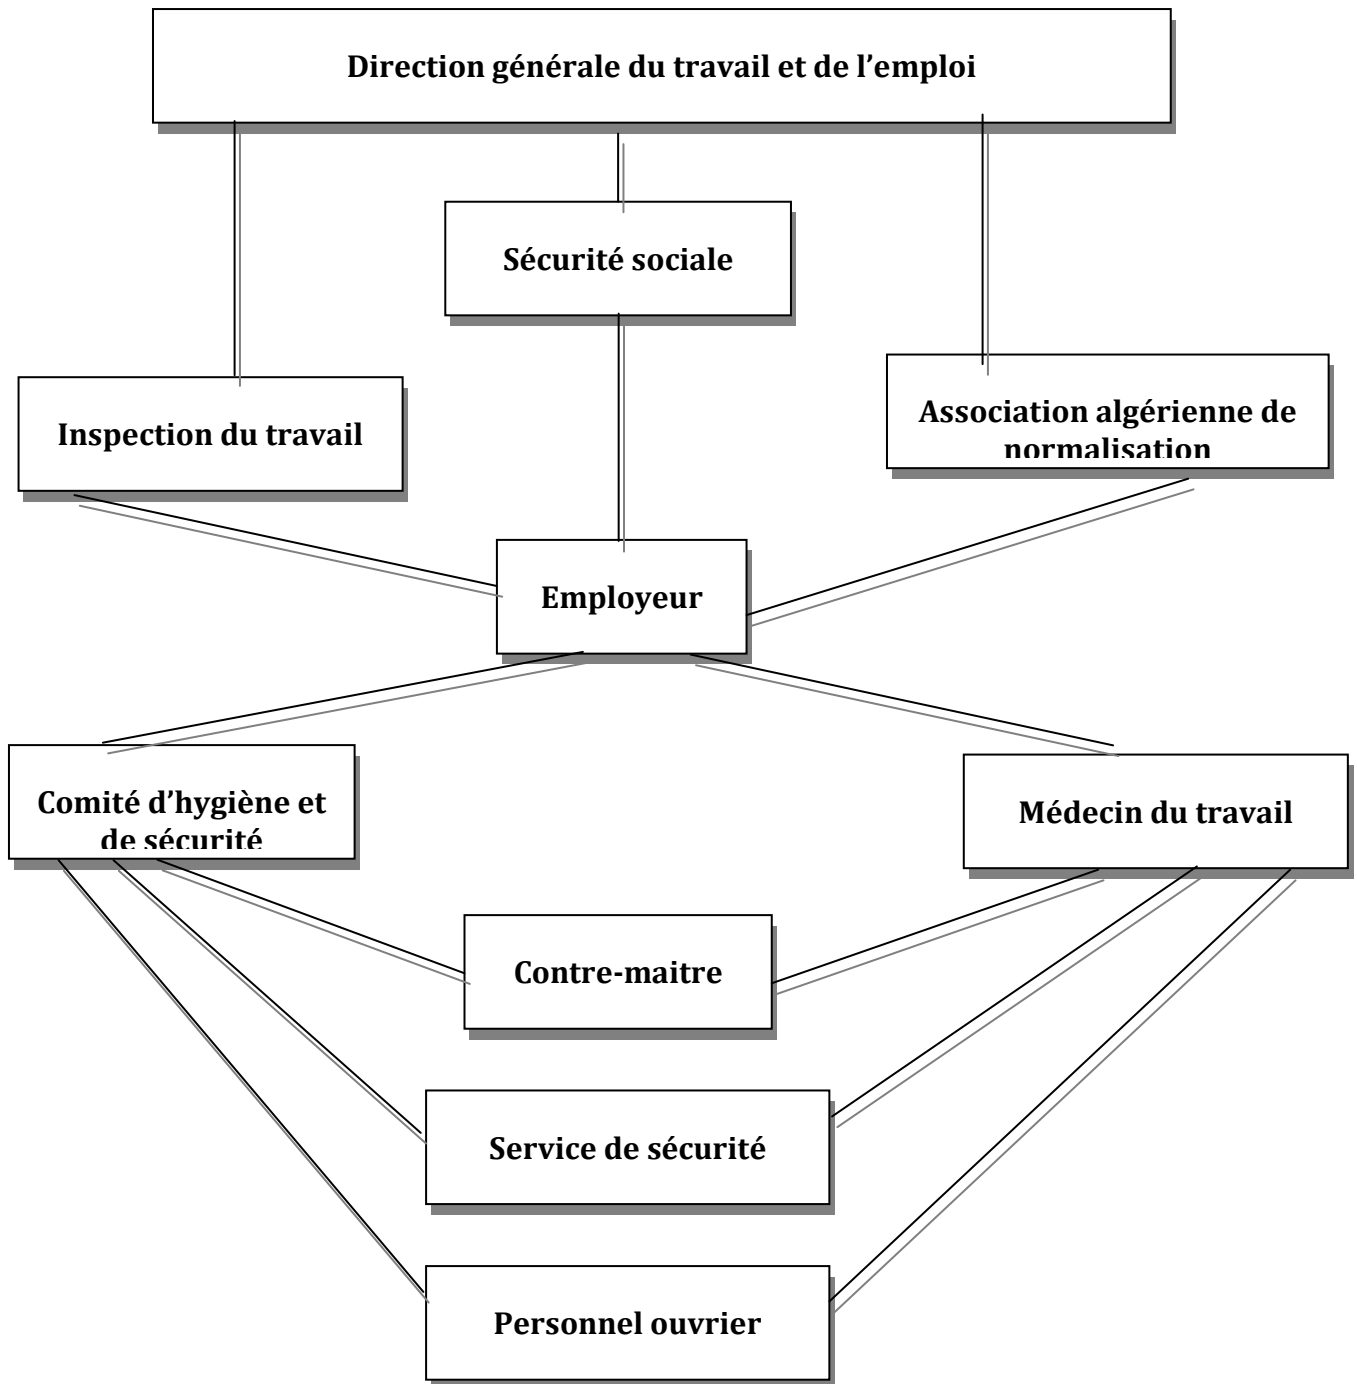 Direction générale du travail et de l’emploi
Sécurité sociale
Inspection du travail
Association algérienne de
normalisation
Employeur
Comité d’hygiène et
de sécurité
Médecin du travail
Contre-maitre
Service de sécurité
Personnel ouvrier